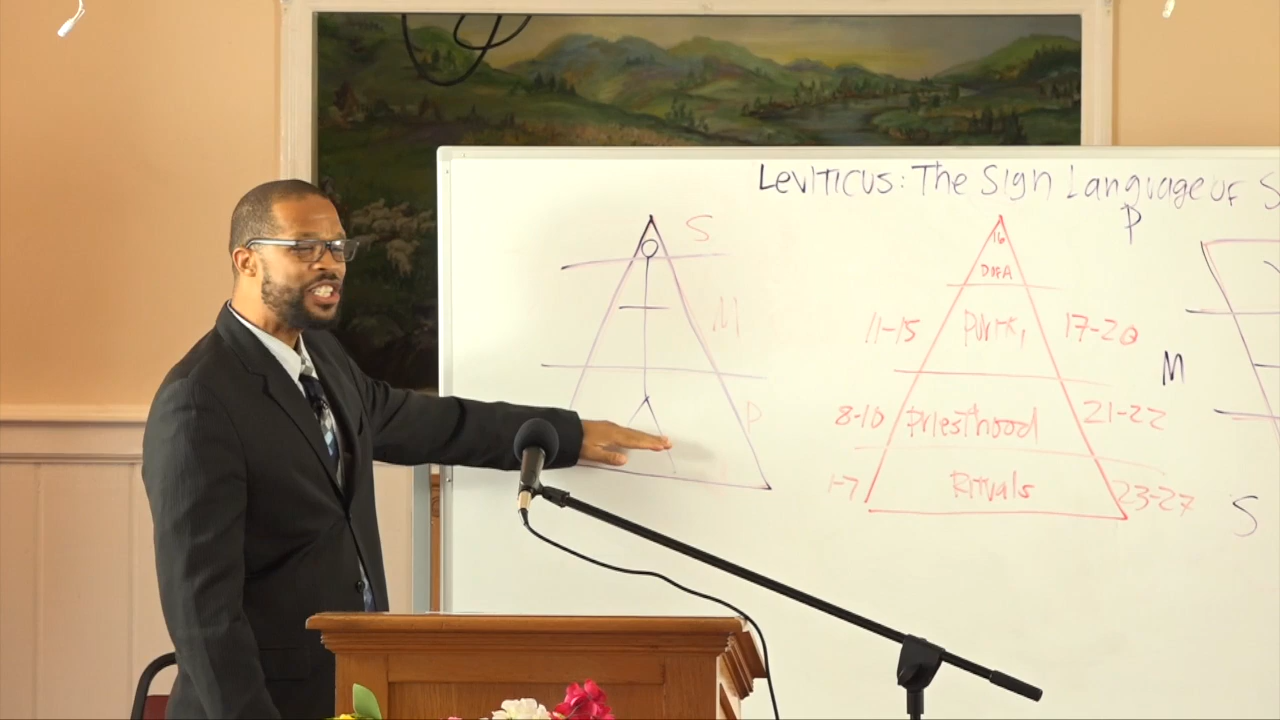 Leviticus: The Sign Language of S
P
S
M
P
16
DofA
11-15 17-20
8-10 Priesthood 21-22
1-7 Rituals 23-27
M
S